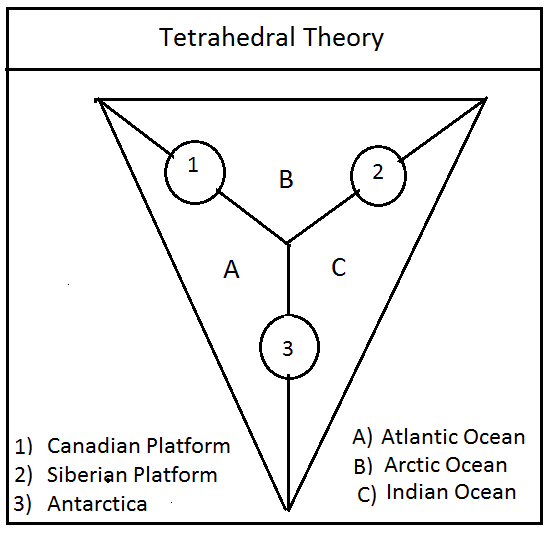 Tetrahedral Theory
1
2
B
A
C
3
1) Canadian Platform
2) Siberian Platform
3) Antarctica
A) Atlantic Ocean
B) Arctic Ocean
C) Indian Ocean